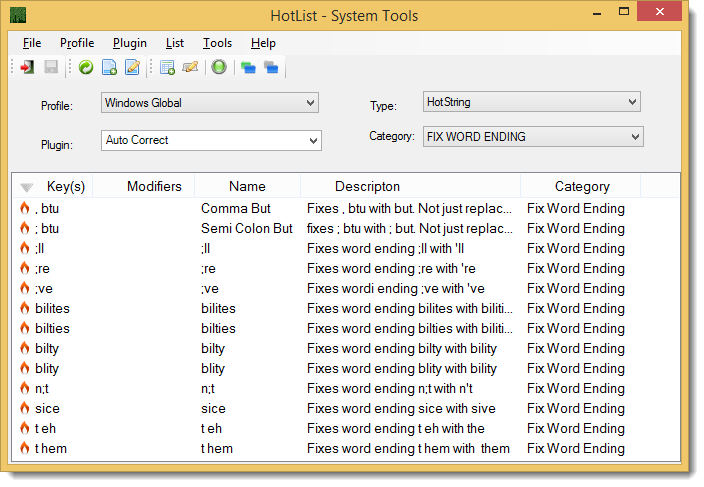 HotList - System Tools
File Profile Plugin List Tools Help
Profile: Windows Global Type: HotString
Plugin: Auto Correct Category: FIX WORD ENDING
Key(s) Modifiers Name Descripton Category
, btu Comma But Fixes , btu with but. Not just replac... Fix Word Ending
; btu Semi Colon But fixes ; btu with ; but. Not just replac... Fix Word Ending
;ll ;ll Fixes word ending ;ll with 'll Fix Word Ending
;re ;re Fixes word ending ;re with 're Fix Word Ending
;ve ;ve Fixes wordi ending ;ve with 've Fix Word Ending
bilites bilites Fixes word ending bilites with biliti... Fix Word Ending
bilties bilties Fixes word ending bilties with biliti... Fix Word Ending
bilty bilty Fixes word ending bilty with bility Fix Word Ending
blity blity Fixes word ending blity with bility Fix Word Ending
n;t n;t Fixes word ending n;t with n't Fix Word Ending
sice sice Fixes word ending sice with sive Fix Word Ending
t eh t eh Fixes word ending t eh with the Fix Word Ending
t hem t hem Fixes word ending t hem with them Fix Word Ending